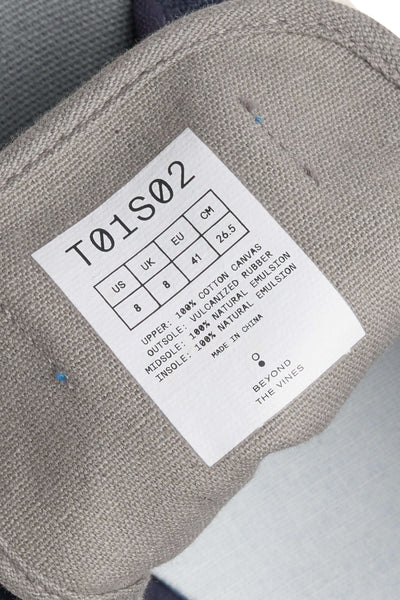 T01S02
US UK EU CM
8 8 41 26.5
UPPER: 100% COTTON CANVAS
OUTSOLE: VULCANIZED RUBBER
MIDSOLE: 100% NATURAL EMULSION
INSOLE: 100% NATURAL EMULSION
MADE IN CHINA
BEYOND
THE VINES